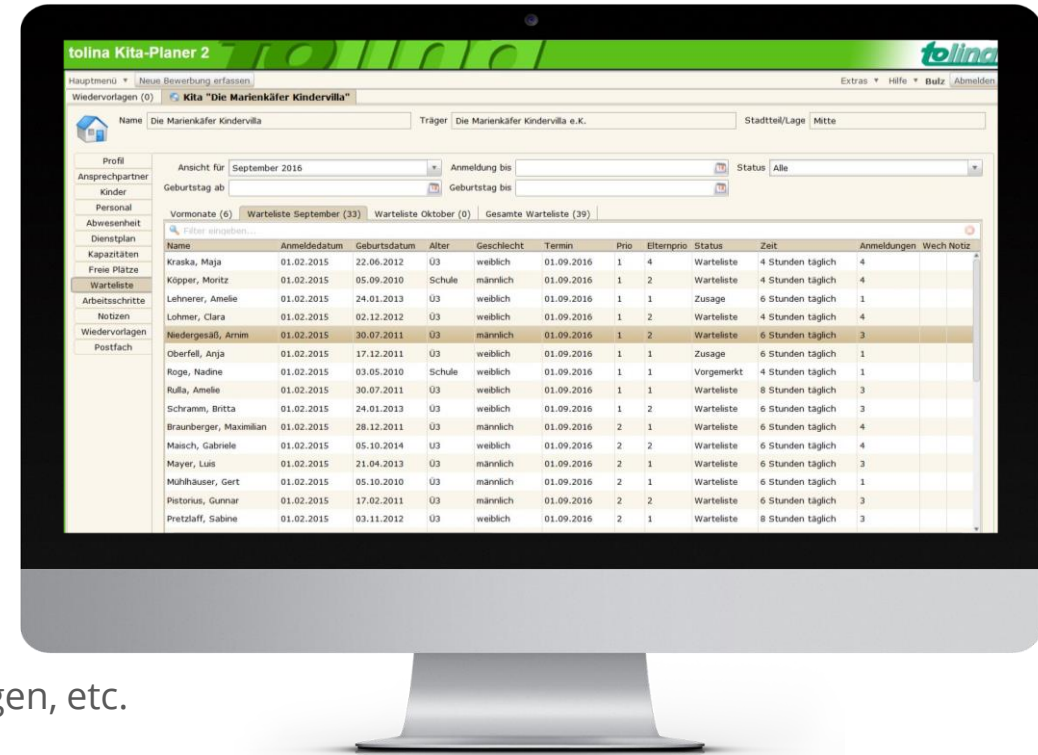 tolina Kita-Planer 2 tolina tolina
Hauptmenü Neue Bewerbung erfassen Extras Hilfe Bulz Abmelden
Wiedervorlagen (0) Kita "Die Marienkäfer Kindervilla"
Name Die Marienkäfer Kindervilla Träger Die Marienkäfer Kindervilla e.K. Stadtteil/Lage Mitte
Profil
Ansprechpartner
Kinder
Personal
Abwesenheit
Dienstplan
Kapazitäten
Freie Plätze
Warteliste
Arbeitsschritte
Notizen
Wiedervorlagen
Postfach
Ansicht für September 2016 Anmeldung bis Status Alle
Geburtstag ab Geburtstag bis
Vormonate (6) Warteliste September (33) Warteliste Oktober (0) Gesamte Warteliste (39)
Filter eingeben...
Name Anmeldedatum Geburtsdatum Alter Geschlecht Termin Prio Elternprio Status Zeit Anmeldungen Wech Notiz
Kraska, Maja 01.02.2015 22.06.2012 Ü3 weiblich 01.09.2016 1 4 Warteliste 4 Stunden täglich 4
Köpper, Moritz 01.02.2015 05.09.2010 Schule männlich 01.09.2016 1 2 Warteliste 4 Stunden täglich 4
Lehnerer, Amelie 01.02.2015 24.01.2013 Ü3 weiblich 01.09.2016 1 1 Zusage 6 Stunden täglich 1
Lohmer, Clara 01.02.2015 02.12.2012 Ü3 weiblich 01.09.2016 1 2 Warteliste 4 Stunden täglich 4
Niedergesäß, Arnim 01.02.2015 30.07.2011 Ü3 männlich 01.09.2016 1 2 Warteliste 6 Stunden täglich 3
Oberfell, Anja 01.02.2015 17.12.2011 Ü3 weiblich 01.09.2016 1 1 Zusage 6 Stunden täglich 1
Roge, Nadine 01.02.2015 03.05.2010 Schule weiblich 01.09.2016 1 1 Vorgemerkt 4 Stunden täglich 1
Rulla, Amelie 01.02.2015 30.07.2011 Ü3 weiblich 01.09.2016 1 1 Warteliste 8 Stunden täglich 3
Schramm, Britta 01.02.2015 24.01.2013 Ü3 weiblich 01.09.2016 1 2 Warteliste 6 Stunden täglich 3
Braunberger, Maximilian 01.02.2015 28.12.2011 Ü3 männlich 01.09.2016 2 1 Warteliste 6 Stunden täglich 4
Maisch, Gabriele 01.02.2015 05.10.2014 U3 weiblich 01.09.2016 2 2 Warteliste 6 Stunden täglich 4
Mayer, Luis 01.02.2015 21.04.2013 Ü3 männlich 01.09.2016 2 1 Warteliste 6 Stunden täglich 3
Mühlhäuser, Gert 01.02.2015 05.10.2010 Ü3 männlich 01.09.2016 2 1 Warteliste 6 Stunden täglich 1
Pistorius, Gunnar 01.02.2015 17.02.2011 Ü3 männlich 01.09.2016 2 2 Warteliste 6 Stunden täglich 3
Pretzlaff, Sabine 01.02.2015 03.11.2012 Ü3 weiblich 01.09.2016 2 1 Warteliste 8 Stunden täglich 3
gen, etc.